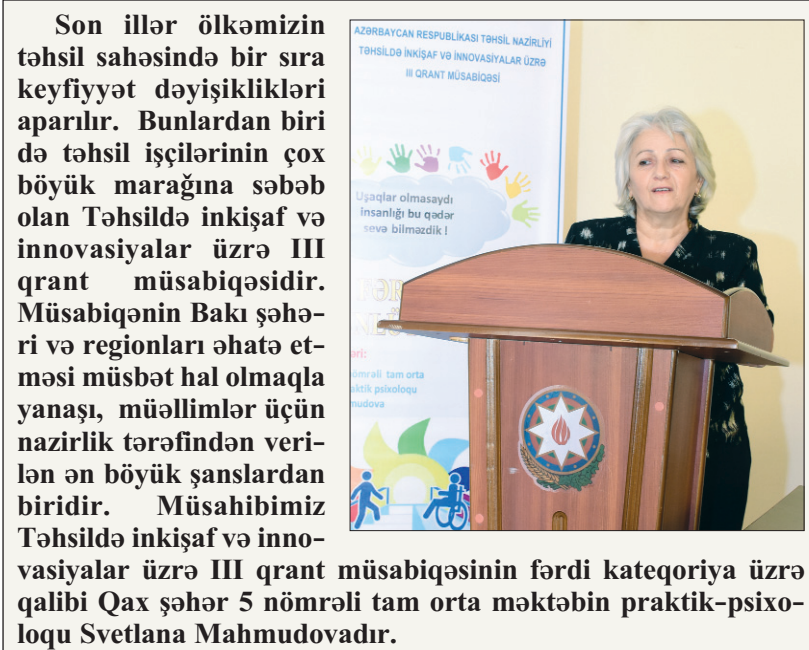 Son illər ölkəmizin
təhsil sahəsində bir sıra
keyfiyyət dəyişiklikləri
aparılır. Bunlardan biri
də təhsil işçilərinin çox
böyük marağına səbəb
olan Təhsildə inkişaf və
innovasiyalar üzrə III
qrant müsabiqəsidir.
Müsabiqənin Bakı şəhə-
ri və regionları əhatə et-
məsi müsbət hal olmaqla
yanaşı, müəllimlər üçün
nazirlik tərəfindən veri-
lən ən böyük şanslardan
biridir. Müsahibimiz
Təhsildə inkişaf və inno-
vasiyalar üzrə III qrant müsabiqəsinin fərdi kateqoriya üzrə
qalibi Qax şəhər 5 nömrəli tam orta məktəbin praktik-psixo-
loqu Svetlana Mahmudovadır.
AZƏRBAYCAN RESPUBLİKASI TƏHSİL NAZİRLİYİ
TƏHSİLDƏ İNKİŞAF VƏ İNNOVASİYALAR ÜZRƏ
III QRANT MÜSABİQƏSİ
Uşaqlar olmasaydı
insanlığı bu qədər
sevə bilməzdik !
FƏR
əri:
ömrəli tam orta
aktik psixoloqu
mudova